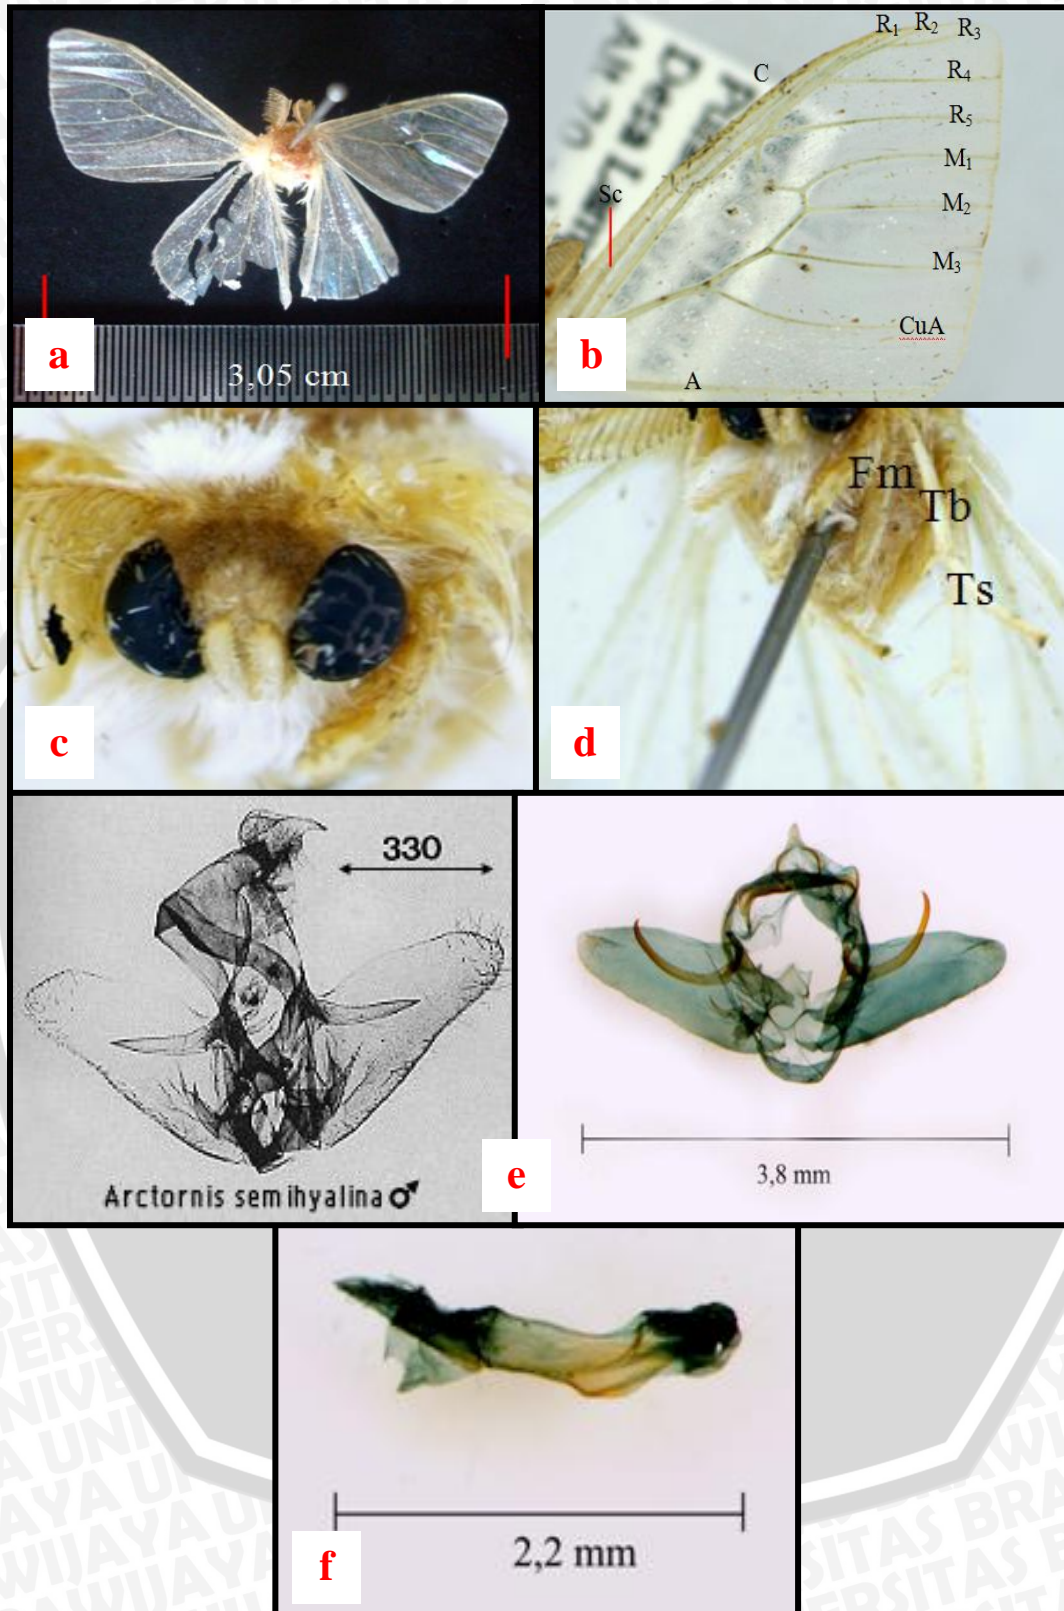 3,05 cm
a
R1 R2 R3
C
R4
R5
M1
Sc
M2
M3
CuA
A
Desa
b
c
Fm
Tb
Ts
d
330
Arctornis semihyalina ♂
3,8 mm
e
2,2 mm
f